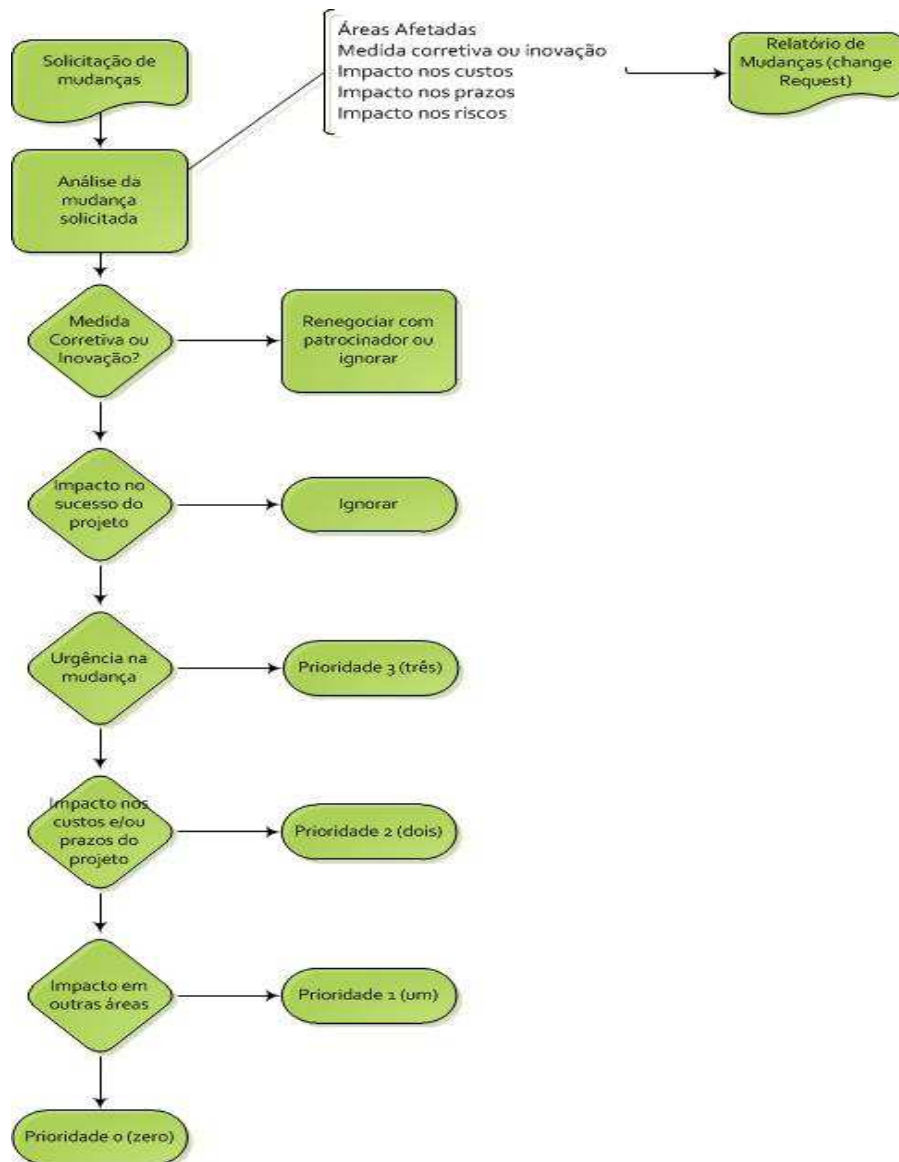 Solicitação de
mudanças
Áreas Afetadas
Medida corretiva ou inovação
Impacto nos custos
Impacto nos prazos
Impacto nos riscos
Relatório de
Mudanças (change
Request)
Análise da
mudança
solicitada
Medida
Corretiva ou
Inovação?
Renegociar com
patrocinador ou
ignorar
Impacto no
sucesso do
projeto
Ignorar
Urgência na
mudança
Prioridade 3 (três)
Impacto nos
custos e/ou
prazos do
projeto
Prioridade 2 (dois)
Impacto em
outras áreas
Prioridade 1 (um)
Prioridade 0 (zero)